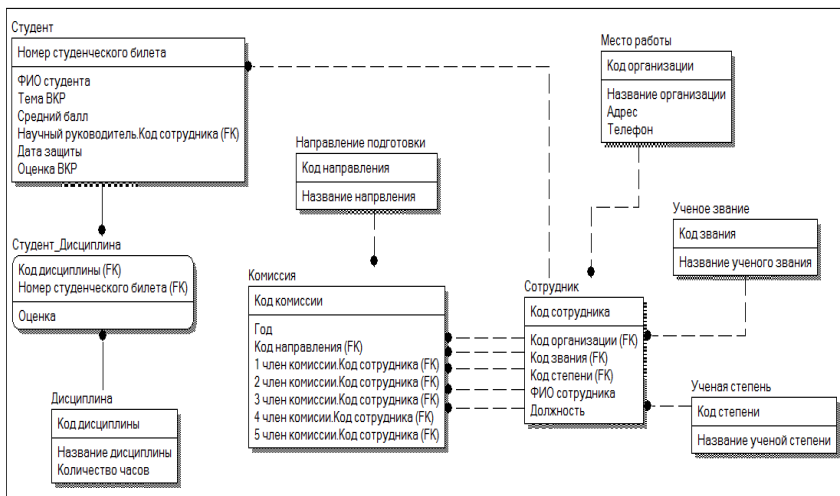 Студент
Номер студенческого билета
ФИО студента
Тема ВКР
Средний балл
Научный руководитель.Код сотрудника (FK)
Дата защиты
Оценка ВКР
Место работы
Код организации
Название организации
Адрес
Телефон
Направление подготовки
Код направления
Название напрвления
Ученое звание
Код звания
Название ученого звания
Студент_Дисциплина
Код дисциплины (FK)
Номер студенческого билета (FK)
Оценка
Комиссия
Код комиссии
Год
Код направления (FK)
1 член комиссии.Код сотрудника (FK)
2 член комиссии.Код сотрудника (FK)
3 член комиссии.Код сотрудника (FK)
4 член комисии.Код сотрудника (FK)
5 член комиссии.Код сотрудника (FK)
Сотрудник
Код сотрудника
Код организации (FK)
Код звания (FK)
Код степени (FK)
ФИО сотрудника
Должность
Дисциплина
Код дисциплины
Название дисциплины
Количество часов
Ученая степень
Код степени
Название ученой степени